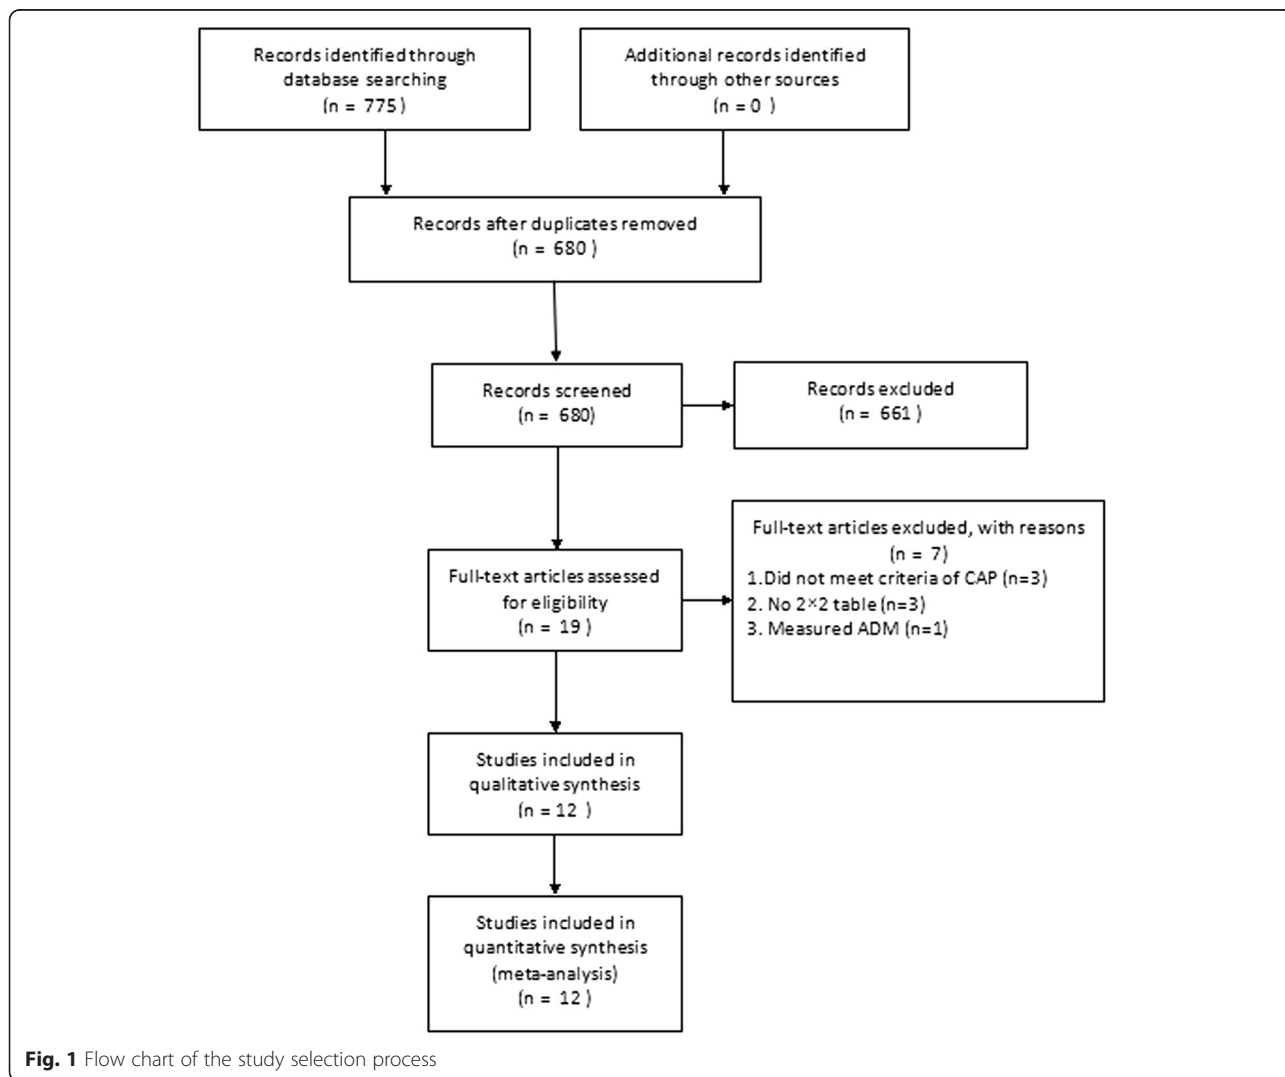 Records identified through
database searching
(n = 775)
Additional records identified
through other sources
(n = 0 )
Records after duplicates removed
(n = 680 )
Records screened
(n = 680)
Records excluded
(n = 661 )
Full-text articles assessed
for eligibility
(n = 19 )
Full-text articles excluded, with reasons
(n = 7)
1.Did not meet criteria of CAP (n=3)
2. No 2×2 table (n=3)
3. Measured ADM (n=1)
Studies included in
qualitative synthesis
(n = 12 )
Studies included in
quantitative synthesis
(meta-analysis)
(n = 12 )
Fig. 1 Flow chart of the study selection process